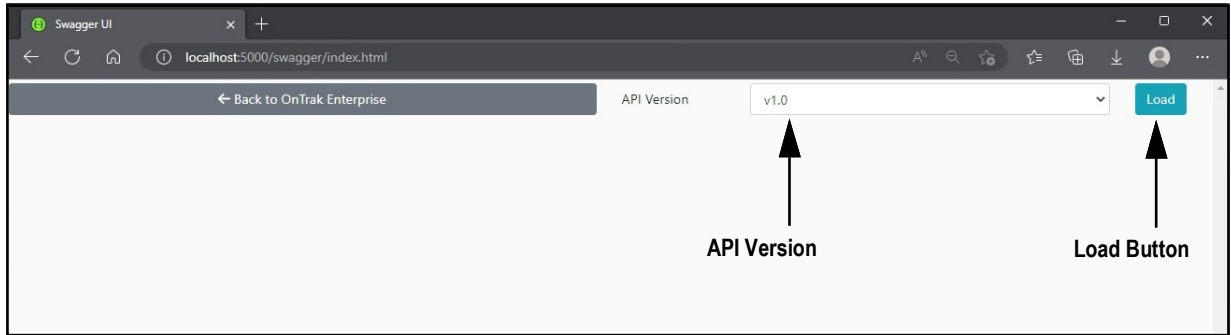 Swagger UI
localhost:5000/swagger/index.html
← Back to OnTrak Enterprise API Version v1.0 Load
API Version Load Button